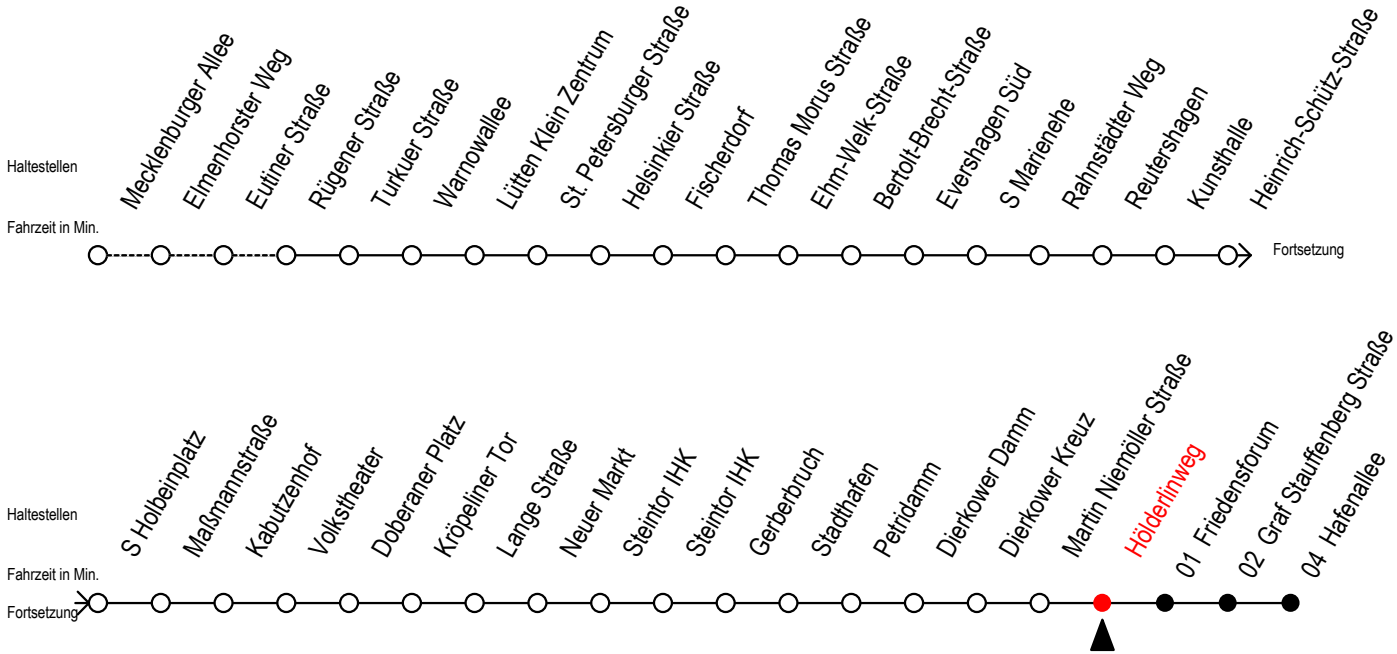 Haltestellen
Mecklenburger Allee
Elmenhorster Weg
Eutiner Straße
Rügener Straße
Turkuer Straße
Warnowallee
Lütten Klein Zentrum
St. Petersburger Straße
Helsinkier Straße
Fischerdorf
Thomas Morus Straße
Ehm-Welk-Straße
Bertolt-Brecht-Straße
Evershagen Süd
S Marienehe
Rahnstädter Weg
Reutershagen
Kunsthalle
Heinrich-Schütz-Straße
Fahrzeit in Min.
Fortsetzung
Haltestellen
S Holbeinplatz
Maßmannstraße
Kabutzenhof
Volkstheater
Doberaner Platz
Kröpeliner Tor
Lange Straße
Neuer Markt
Steintor IHK
Steintor IHK
Gerberbruch
Stadthafen
Petridamm
Dierkower Damm
Dierkower Kreuz
Martin Niemöller Straße
Hölderlinweg
01 Friedensforum
02 Graf Stauffenberg Straße
04 Hafenallee
Fahrzeit in Min.
Fortsetzung